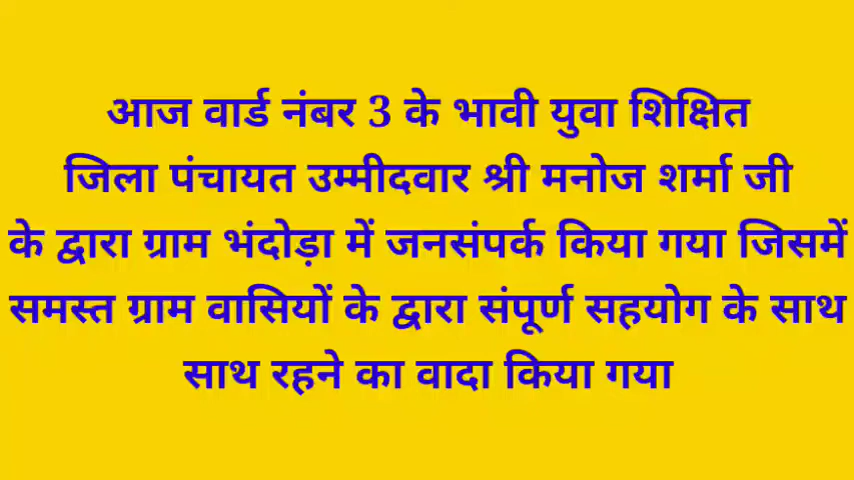 आज वार्ड नंबर 3 के भावी युवा शिक्षित
जिला पंचायत उम्मीदवार श्री मनोज शर्मा जी
के द्वारा ग्राम भंदोड़ा में जनसंपर्क किया गया जिसमें
समस्त ग्राम वासियों के द्वारा संपूर्ण सहयोग के साथ
साथ रहने का वादा किया गया